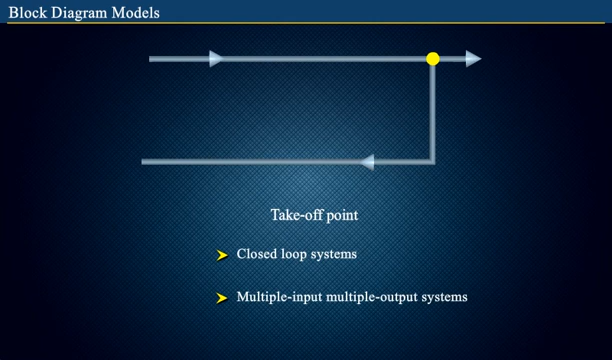 Block Diagram Models
Take-off point
Closed loop systems
Multiple-input multiple-output systems